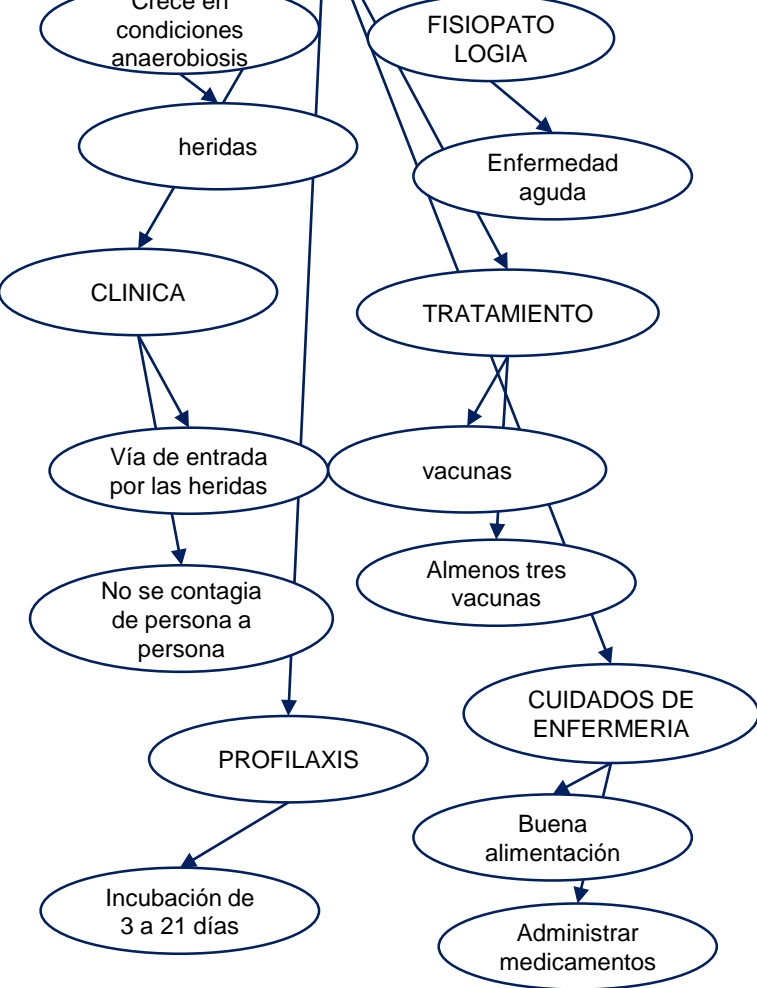 Crece en
condiciones
anaerobiosis
FISIOPATO
LOGIA
heridas
Enfermedad
aguda
CLINICA
TRATAMIENTO
Vía de entrada
por las heridas
vacunas
Almenos tres
vacunas
No se contagia
de persona a
persona
CUIDADOS DE
ENFERMERIA
PROFILAXIS
Buena
alimentación
Incubación de
3 a 21 días
Administrar
medicamentos